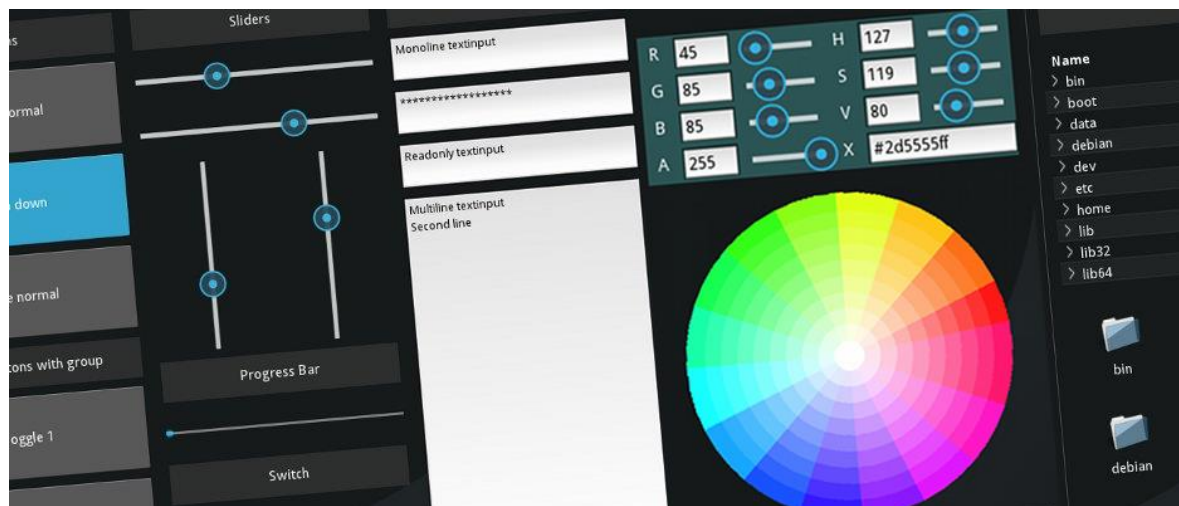 ormal
down
normal
tons with group
oggle 1
Sliders
Progress Bar
Switch
Monoline textinput
******************
Readonly textinput
Multiline textinput
Second line
R 45 H 127
G 85 S 119
B 85 V 80
A 255 X #2d5555ff
Name
> bin
> boot
> data
> debian
> dev
> etc
> home
> lib
> lib32
> lib64
bin
debian